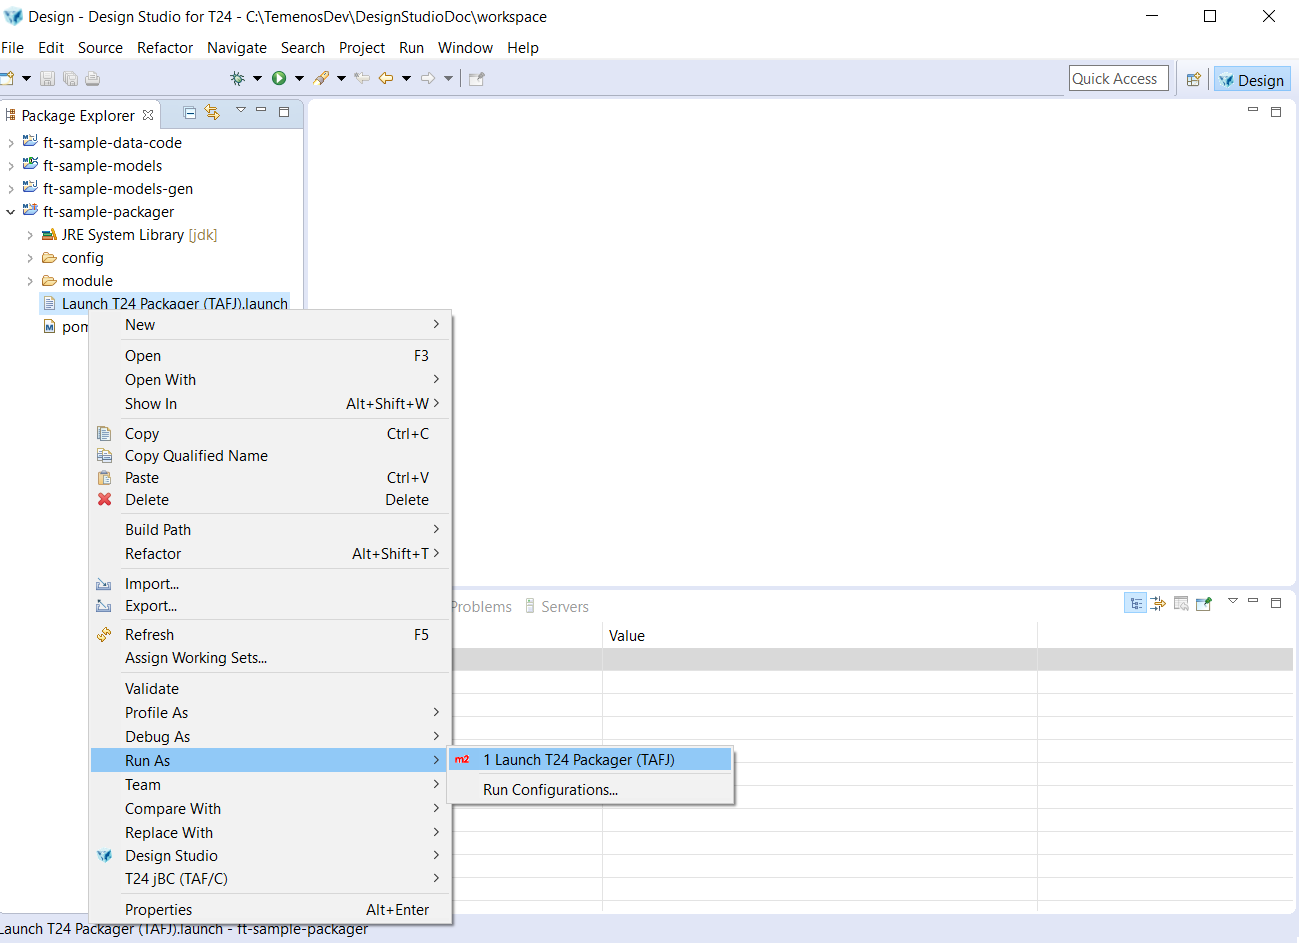 Design - Design Studio for T24 - C:\TemenosDev\DesignStudioDoc\workspace
File Edit Source Refactor Navigate Search Project Run Window Help
Quick Access
Design
Package Explorer
ft-sample-data-code
ft-sample-models
ft-sample-models-gen
ft-sample-packager
JRE System Library [jdk]
config
module
Launch T24 Packager (TAFJ).launch
pom
New
Open F3
Open With
Show In Alt+Shift+W
Copy Ctrl+C
Copy Qualified Name
Paste Ctrl+V
Delete Delete
Build Path
Refactor Alt+Shift+T
Import...
Export...
Refresh F5
Assign Working Sets...
Validate
Profile As
Debug As
Run As
Team
Compare With
Replace With
Design Studio
T24 jBC (TAF/C)
Properties Alt+Enter
m2 1 Launch T24 Packager (TAFJ)
Run Configurations...
Problems Servers
Value
Launch T24 Packager (TAFJ).launch - ft-sample-packager